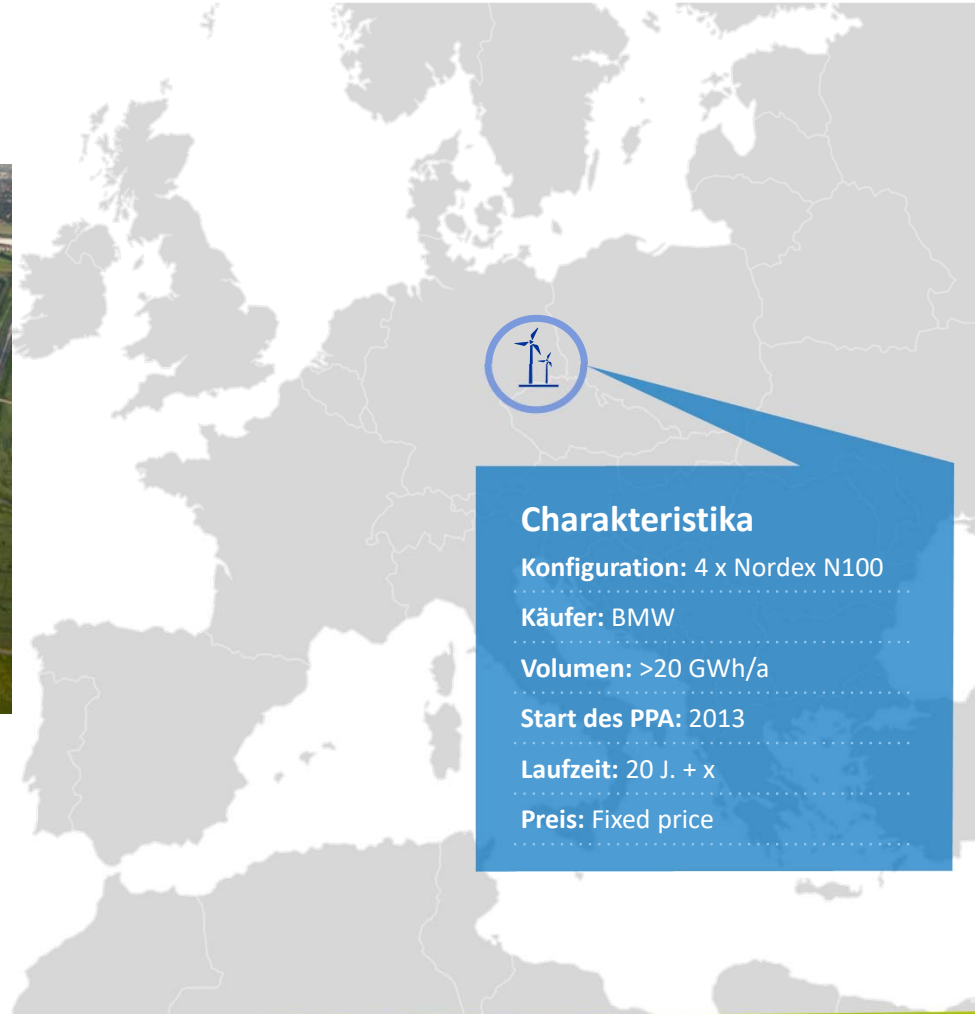 Charakteristika
Konfiguration: 4 x Nordex N100
Käufer: BMW
Volumen: >20 GWh/a
Start des PPA: 2013
Laufzeit: 20 J. + x
Preis: Fixed price